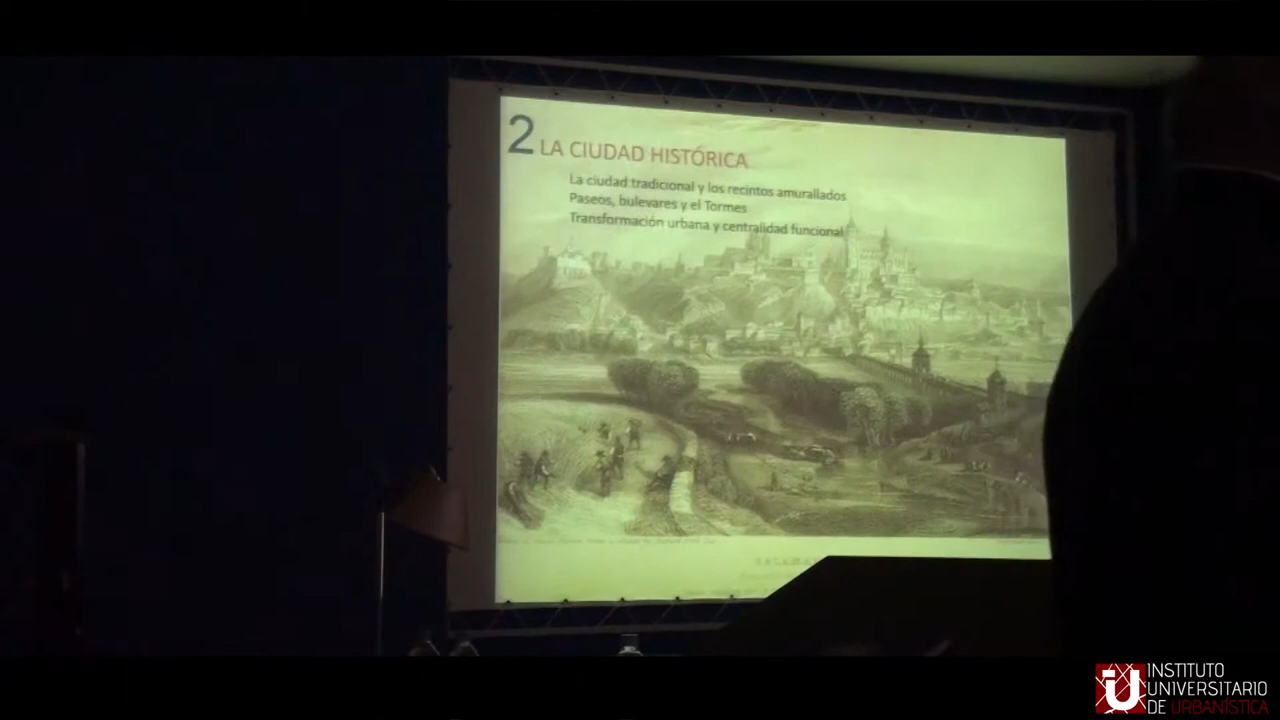 2 LA CIUDAD HISTÓRICA
La ciudad tradicional y los recintos amurallados
Paseos, bulevares y el Tormes
Transformación urbana y centralidad funcional
INSTITUTO
UNIVERSITARIO
DE URBANÍSTICA